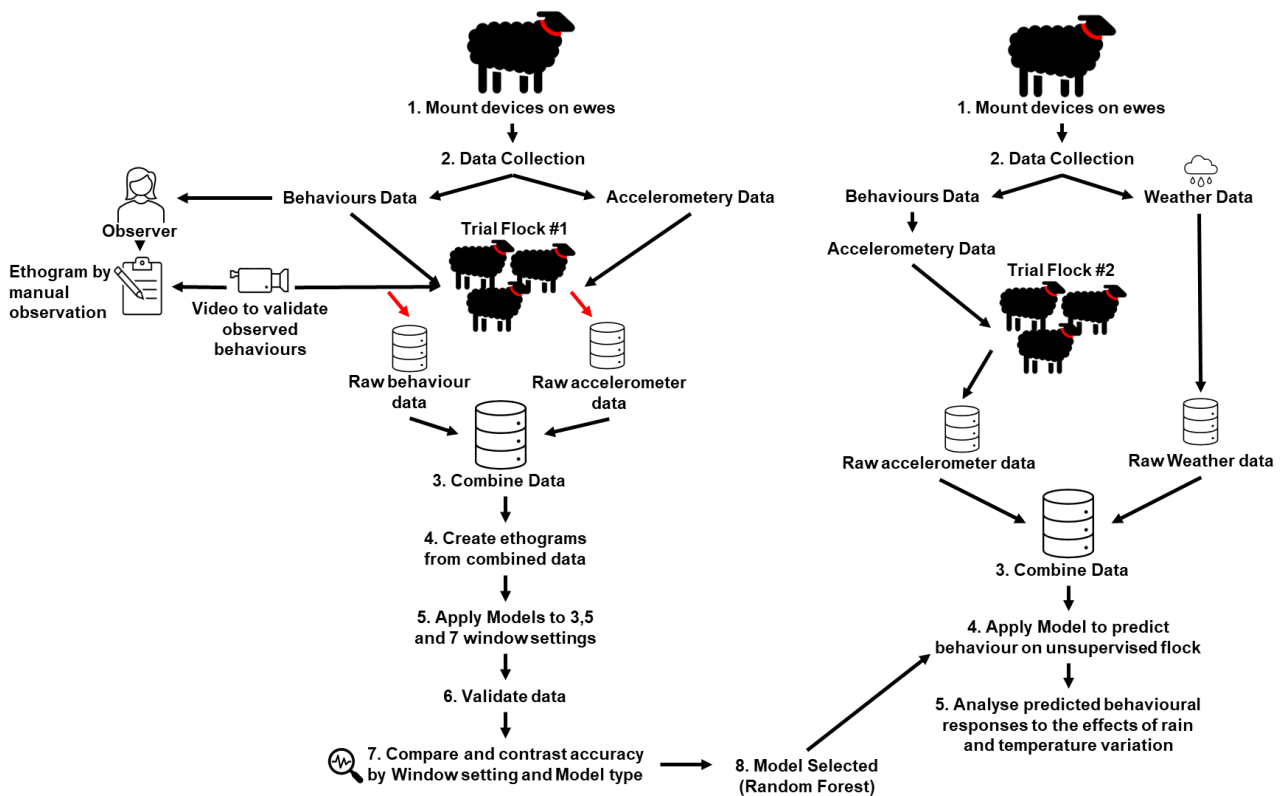 1. Mount devices on ewes
2. Data Collection
Behaviours Data
Accelerometery Data
Observer
Trial Flock #1
Ethogram by
manual
observation
Video to validate
observed
behaviours
Raw behaviour
data
Raw accelerometer
data
3. Combine Data
4. Create ethograms
from combined data
5. Apply Models to 3,5
and 7 window settings
6. Validate data
7. Compare and contrast accuracy
by Window setting and Model type
8. Model Selected
(Random Forest)
1. Mount devices on ewes
2. Data Collection
Behaviours Data
Weather Data
Accelerometery Data
Trial Flock #2
Raw accelerometer data
Raw Weather data
3. Combine Data
4. Apply Model to predict
behaviour on unsupervised flock
5. Analyse predicted behavioural
responses to the effects of rain
and temperature variation